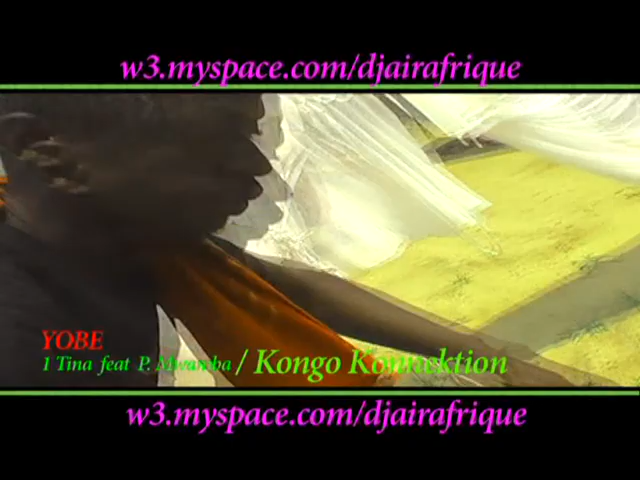 w3.myspace.com/djairafrique
YOBE
1 Tina feat P. Mwamba / Kongo Konnektion
w3.myspace.com/djairafrique